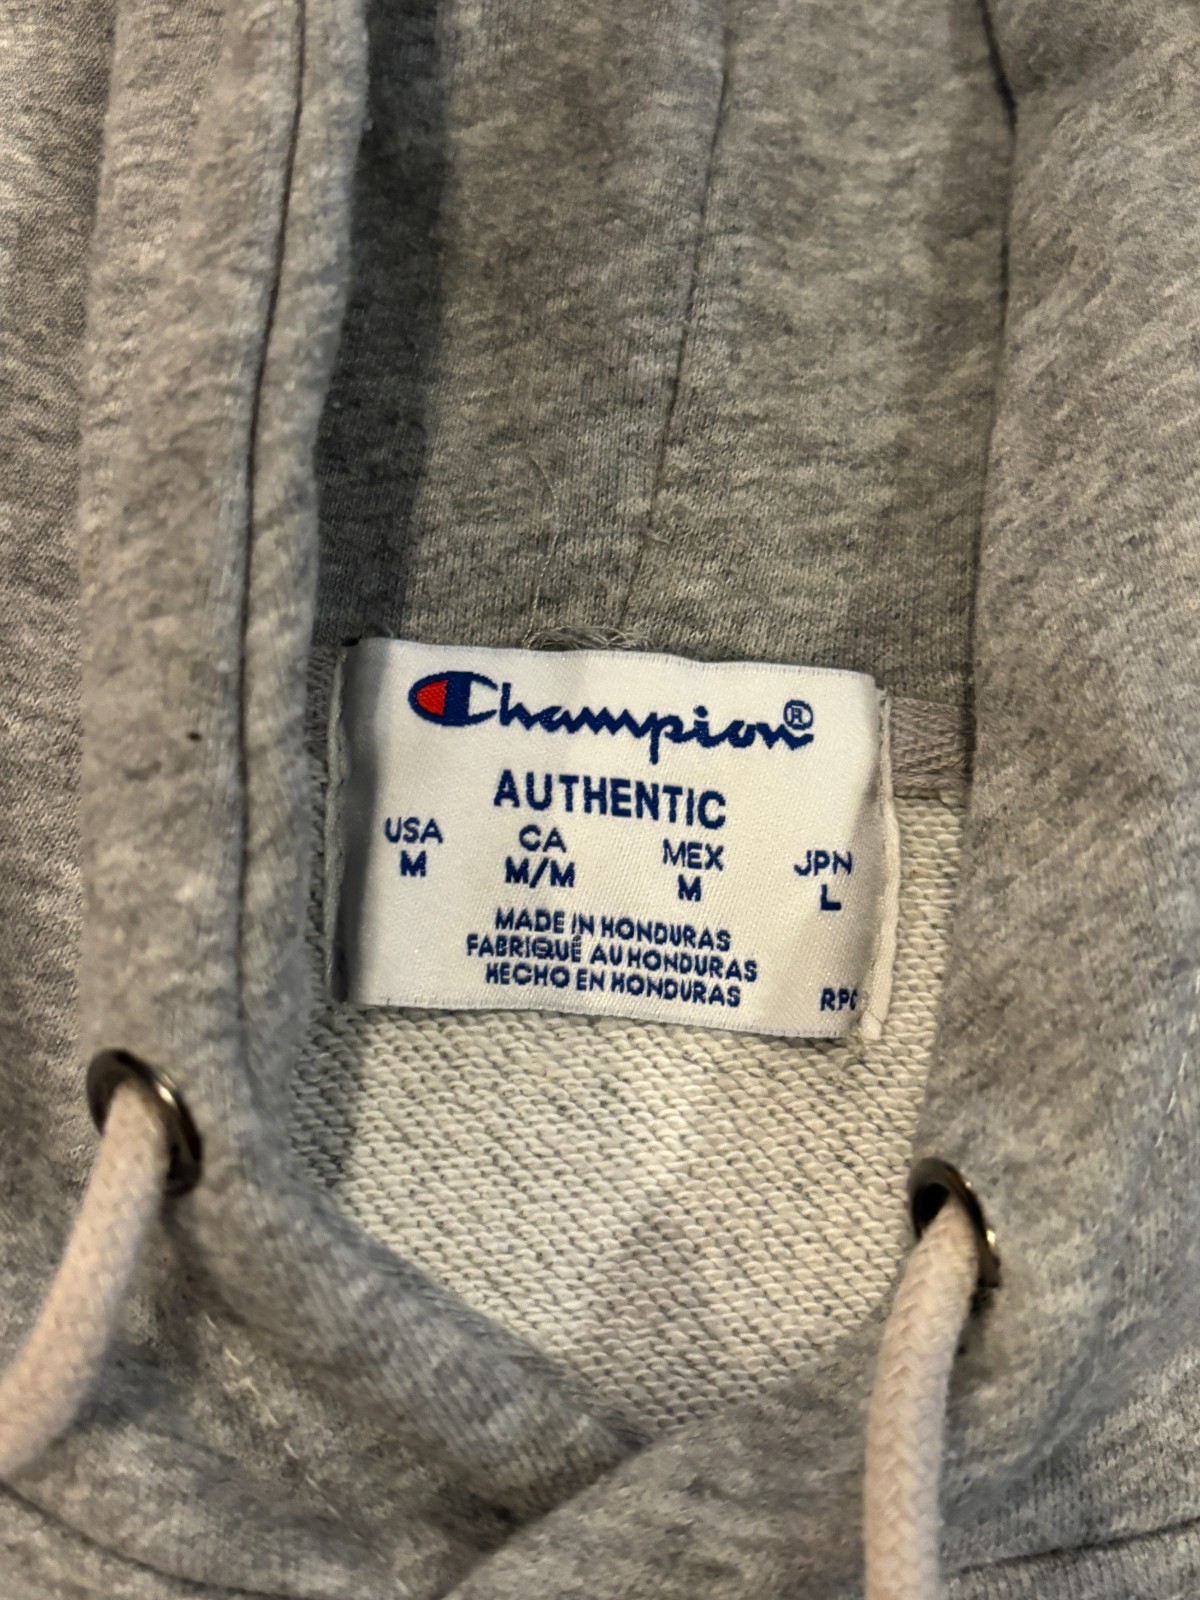 Champion®
AUTHENTIC
USA CA MEX JPN
M M/M M L
MADE IN HONDURAS
FABRIQUÉ AU HONDURAS
HECHO EN HONDURAS